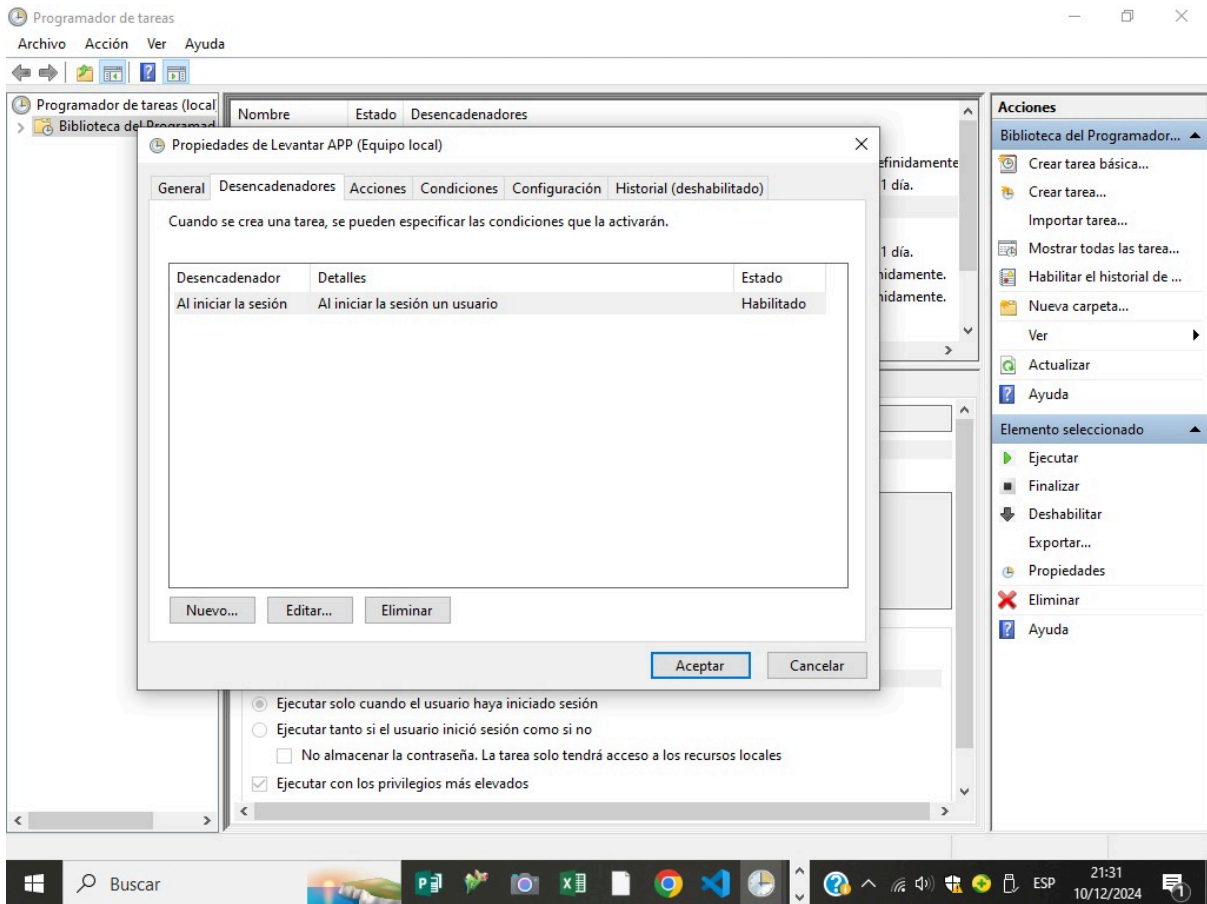 Programador de tareas
Archivo Acción Ver Ayuda
Programador de tareas (local
Biblioteca del Programad
Nombre Estado Desencadenadores
efinidamente
1 día.
1 día.
nidamente.
nidamente.
Propiedades de Levantar APP (Equipo local)
General Desencadenadores Acciones Condiciones Configuración Historial (deshabilitado)
Cuando se crea una tarea, se pueden especificar las condiciones que la activarán.
Desencadenador Detalles Estado
Al iniciar la sesión Al iniciar la sesión un usuario Habilitado
Nuevo... Editar... Eliminar
Aceptar Cancelar
Ejecutar solo cuando el usuario haya iniciado sesión
Ejecutar tanto si el usuario inició sesión como si no
No almacenar la contraseña. La tarea solo tendrá acceso a los recursos locales
Ejecutar con los privilegios más elevados
Acciones
Biblioteca del Programador...
Crear tarea básica...
Crear tarea...
Importar tarea...
Mostrar todas las tarea...
Habilitar el historial de ...
Nueva carpeta...
Ver
Actualizar
Ayuda
Elemento seleccionado
Ejecutar
Finalizar
Deshabilitar
Exportar...
Propiedades
Eliminar
Ayuda
Buscar
ESP
21:31
10/12/2024
1